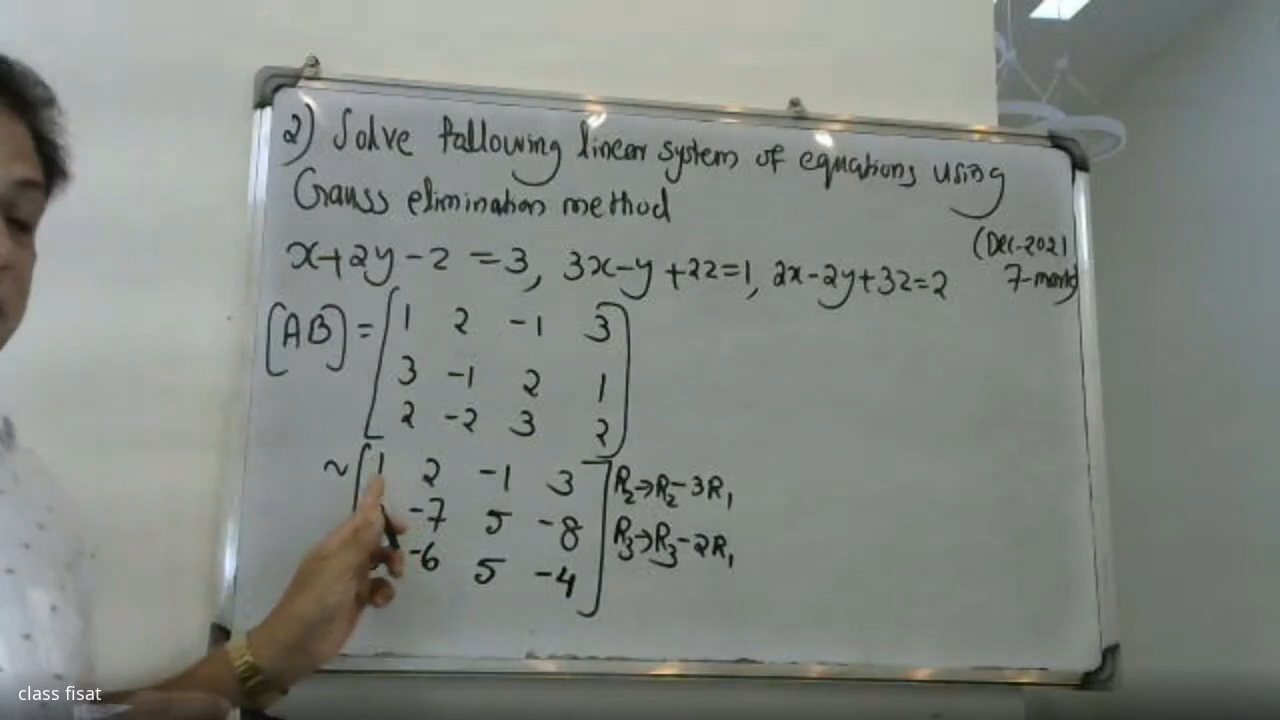 2) Solve following linear system of equations using
Gauss elimination method
(Dec-2021
7-marks)
x+2y-z=3, 3x-y+2z=1, 2x-2y+3z=2
[AB] = [1 2 -1 3
3 -1 2 1
2 -2 3 2]
~ [1 2 -1 3] R2→R2-3R1
-7 5 -8
R3→R3-2R1
-6 5 -4
class fisat